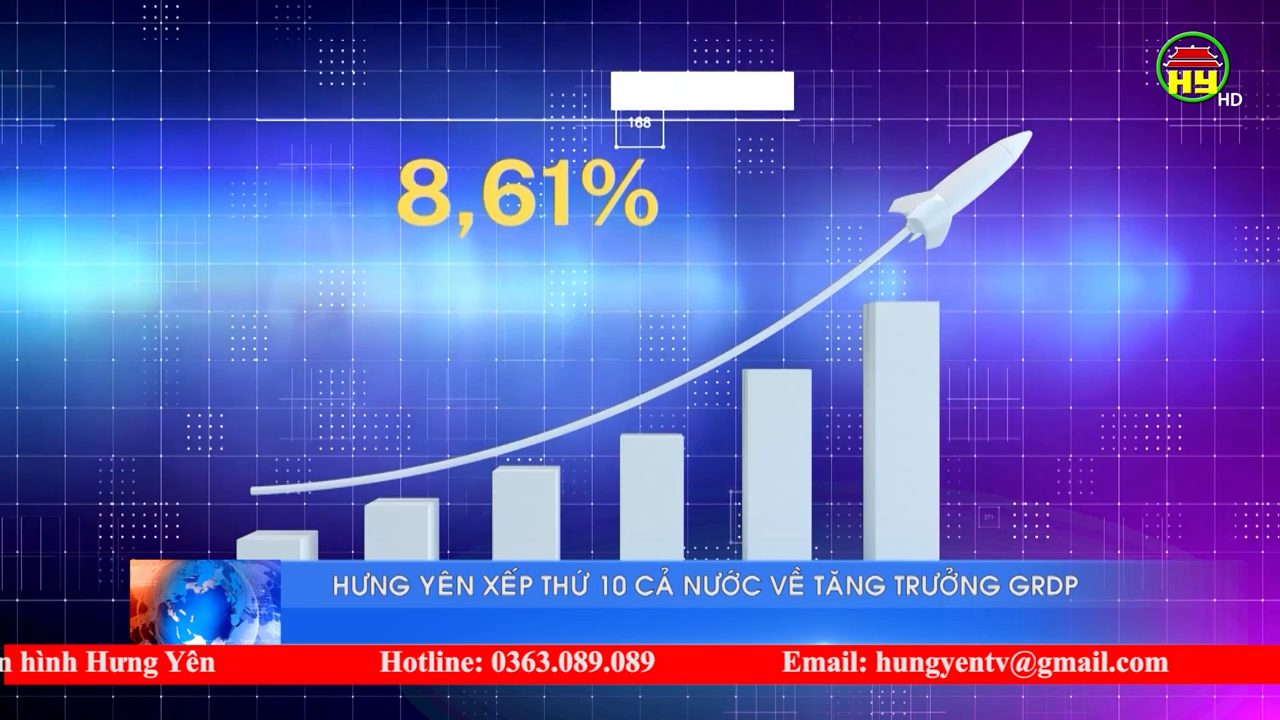 HY
HD
168
8,61%
HƯNG YÊN XẾP THỨ 10 CẢ NƯỚC VỀ TĂNG TRƯỞNG GRDP
n hình Hưng Yên Hotline: 0363.089.089 Email: hungyentv@gmail.com